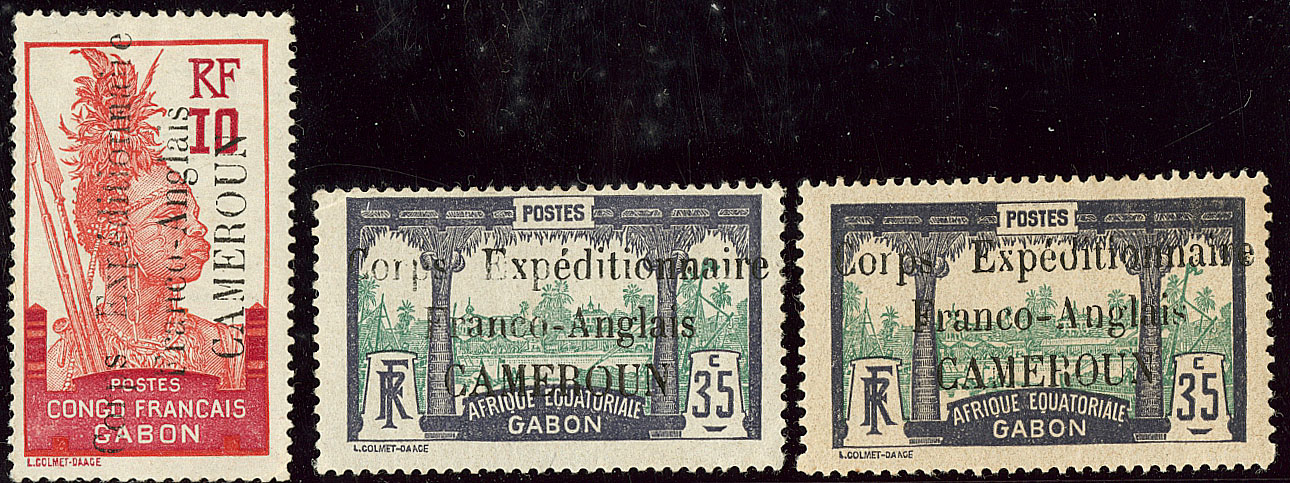 RF
10
Corps Expéditionnaire
Franco-Anglais
CAMEROUN
POSTES
CONGO FRANÇAIS
GABON
L.COLMET-DAAGE
POSTES
Corps Expéditionnaire
Franco-Anglais
CAMEROUN
RF
AFRIQUE EQUATORIALE
GABON
c
35
L.COLMET-DAAGE
POSTES
Corps Expéditionnaire
Franco-Anglais
CAMEROUN
RF
AFRIQUE EQUATORIALE
GABON
c
35
L.COLMET-DAAGE